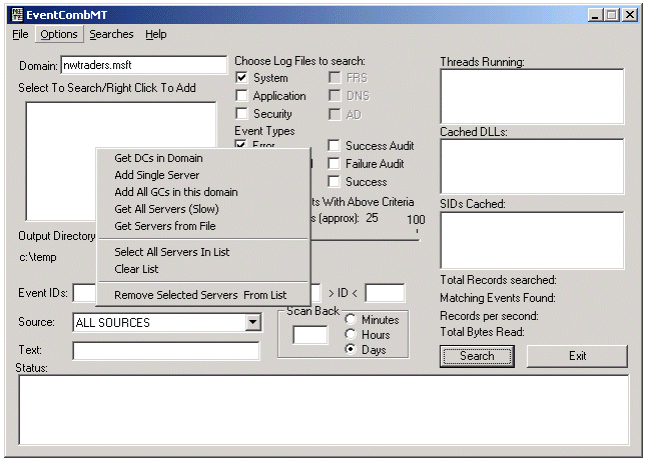 EventCombMT
File Options Searches Help
Domain: nwtraders.msft
Select To Search/Right Click To Add
Choose Log Files to search:
System FRS
Application DNS
Security AD
Event Types
Error Success Audit
Failure Audit
Success
Get DCs in Domain
Add Single Server
Add All GCs in this domain
Get All Servers (Slow)
Get Servers from File
Select All Servers In List
Clear List
Remove Selected Servers From List
ts With Above Criteria
s (approx): 25 100
Output Directory
c:\temp
Event IDs: > ID <
Source: ALL SOURCES
Text:
Scan Back
Minutes
Hours
Days
Threads Running:
Cached DLLs:
SIDs Cached:
Total Records searched:
Matching Events Found:
Records per second:
Total Bytes Read:
Search Exit
Status: